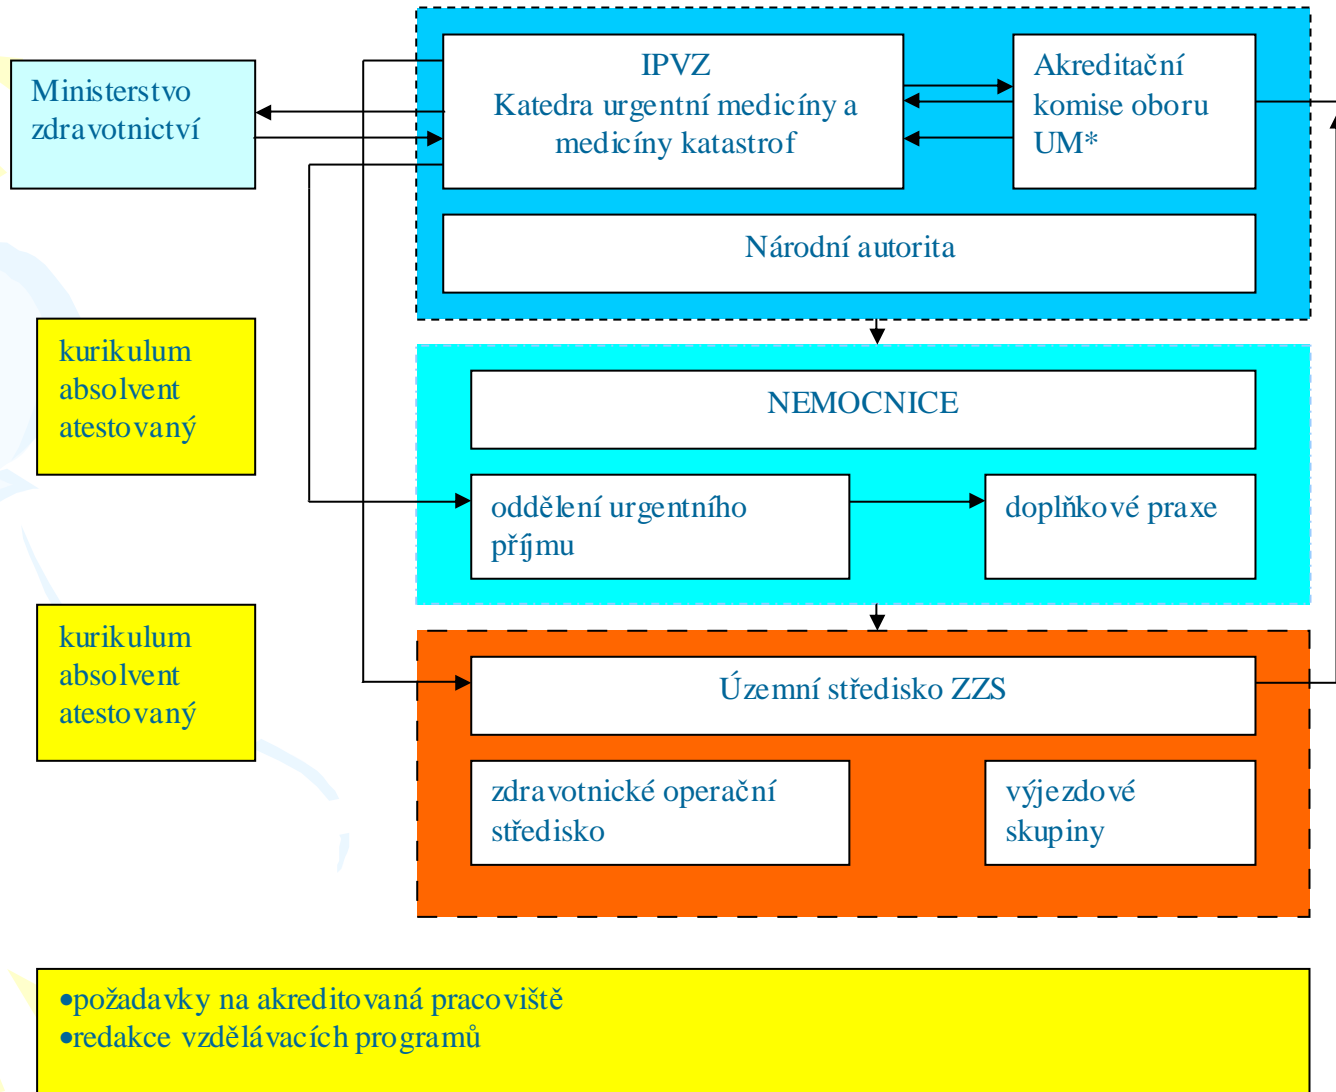 Ministerstvo
zdravotnictví
IPVZ
Katedra urgentní medicíny a
medicíny katastrof
Akreditační
komise oboru
UM*
Národní autorita
kurikulum
absolvent
atestovaný
NEMOCNICE
oddělení urgentního
příjmu
doplňkové praxe
kurikulum
absolvent
atestovaný
Územní středisko ZZS
zdravotnické operační
středisko
výjezdové
skupiny
•požadavky na akreditovaná pracoviště
•redakce vzdělávacích programů